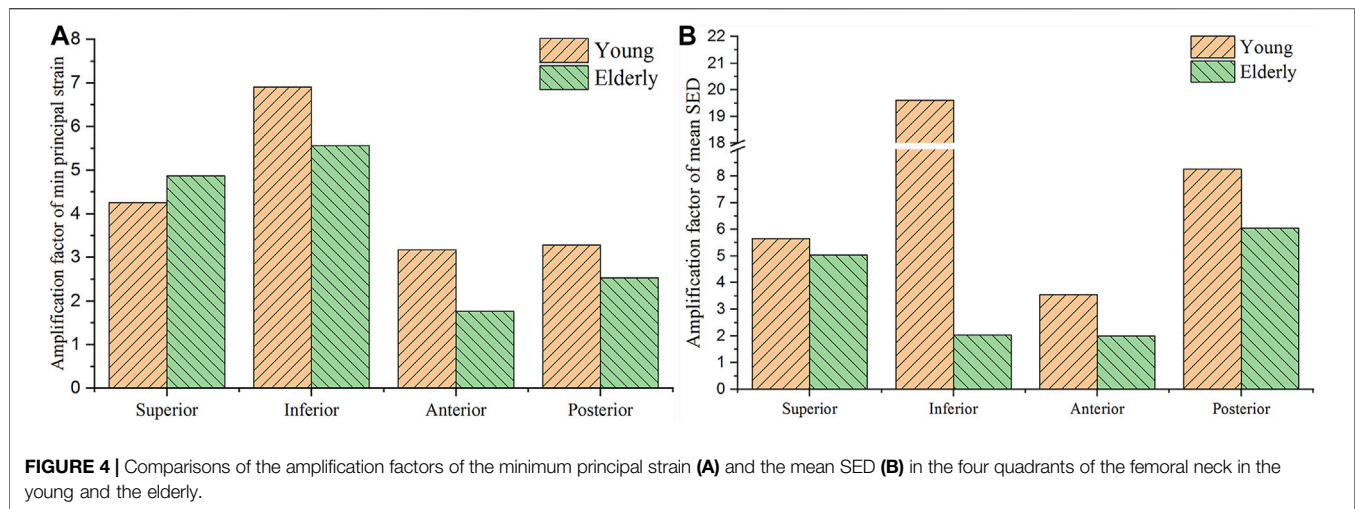 A
Amplification factor of min principal strain
8
7
6
5
4
3
2
1
0
Young
Elderly
Superior Inferior Anterior Posterior
B
Amplification factor of mean SED
22
21
20
19
18
8
7
6
5
4
3
2
1
0
Young
Elderly
Superior Inferior Anterior Posterior
FIGURE 4 | Comparisons of the amplification factors of the minimum principal strain (A) and the mean SED (B) in the four quadrants of the femoral neck in the
young and the elderly.